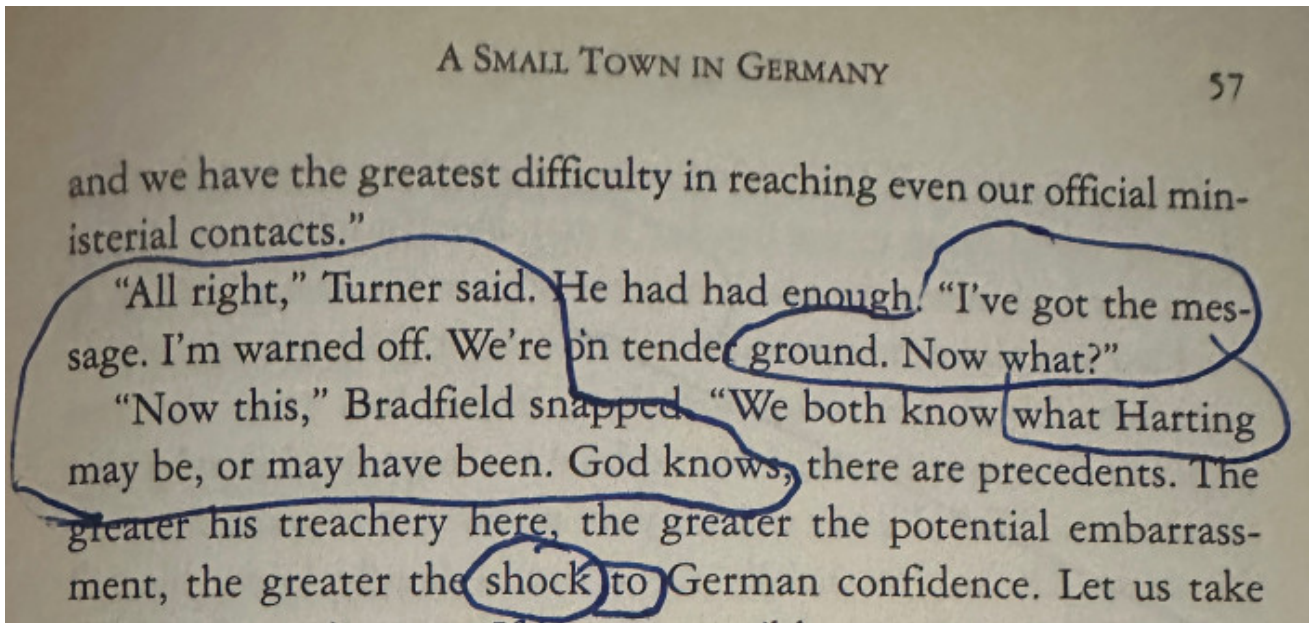 A SMALL TOWN IN GERMANY
57
and we have the greatest difficulty in reaching even our official min-
isterial contacts.”
“All right,” Turner said. He had had enough. “I've got the mes-
sage. I'm warned off. We're on tender ground. Now what?”
“Now this,” Bradfield snapped. “We both know what Harting
may be, or may have been. God knows, there are precedents. The
greater his treachery here, the greater the potential embarrass-
ment, the greater the shock to German confidence. Let us take